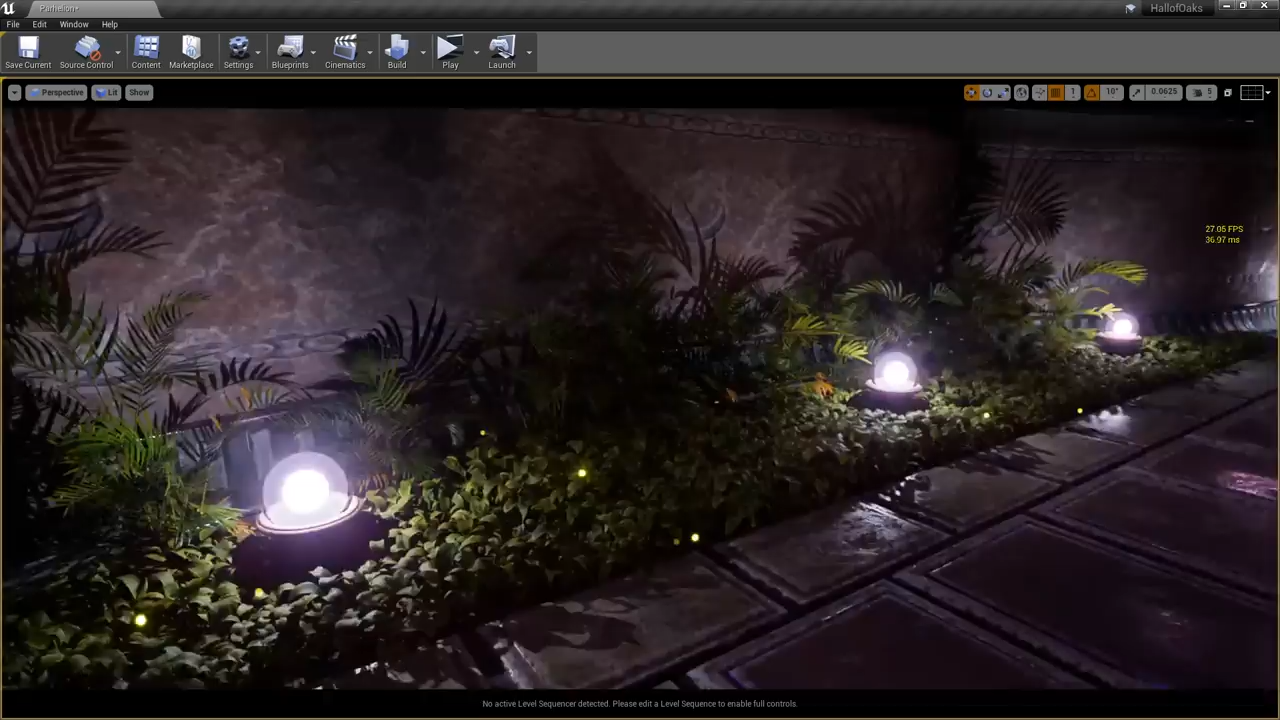 Parhelion*
HallofOaks
File Edit Window Help
Save Current Source Control Content Marketplace Settings Blueprints Cinematics Build Play Launch
Perspective Lit Show 1 10° 0.0625 5
27.05 FPS
36.97 ms
No active Level Sequencer detected. Please edit a Level Sequence to enable full controls.